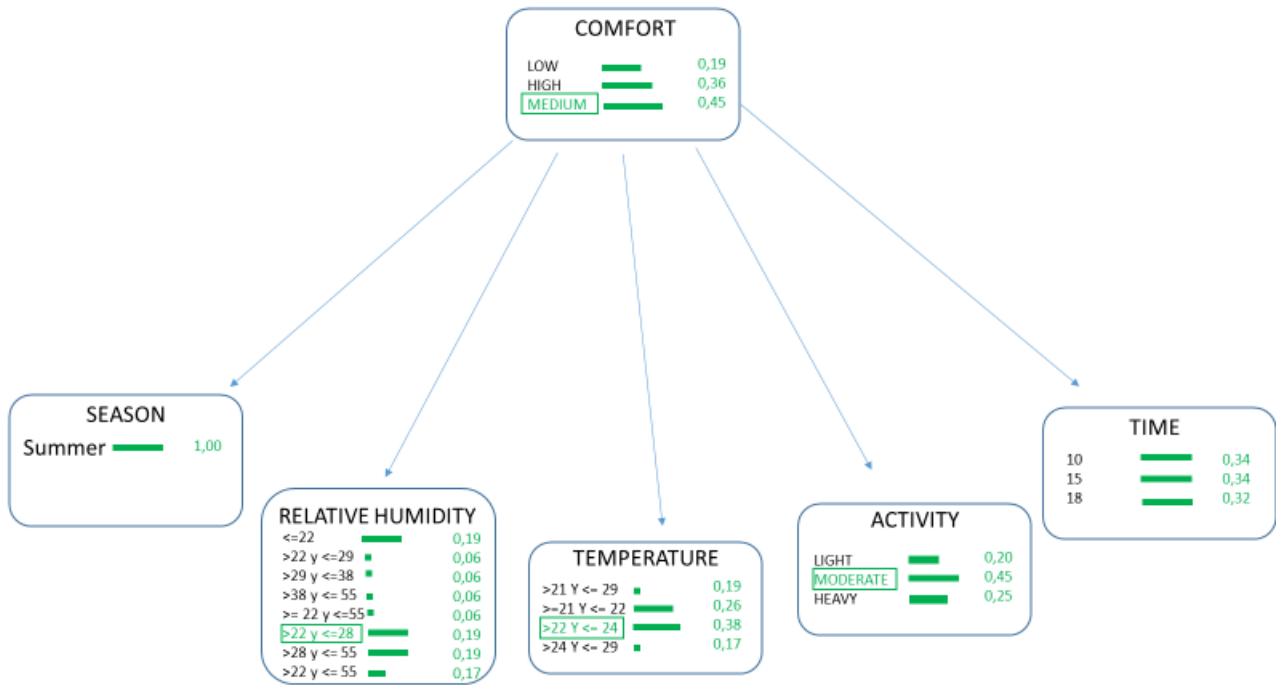 COMFORT
LOW 0,19
HIGH 0,36
MEDIUM 0,45
SEASON
Summer 1,00
RELATIVE HUMIDITY
<=22 0,19
>22 y <=29 0,06
>29 y <=38 0,06
>38 y <= 55 0,06
>= 22 y <=55 0,06
>22 y <=28 0,19
>28 y <= 55 0,19
>22 y <= 55 0,17
TEMPERATURE
>21 Y <= 29 0,19
>=21 Y <= 22 0,26
>22 Y <= 24 0,38
>24 Y <= 29 0,17
ACTIVITY
LIGHT 0,20
MODERATE 0,45
HEAVY 0,25
TIME
10 0,34
15 0,34
18 0,32